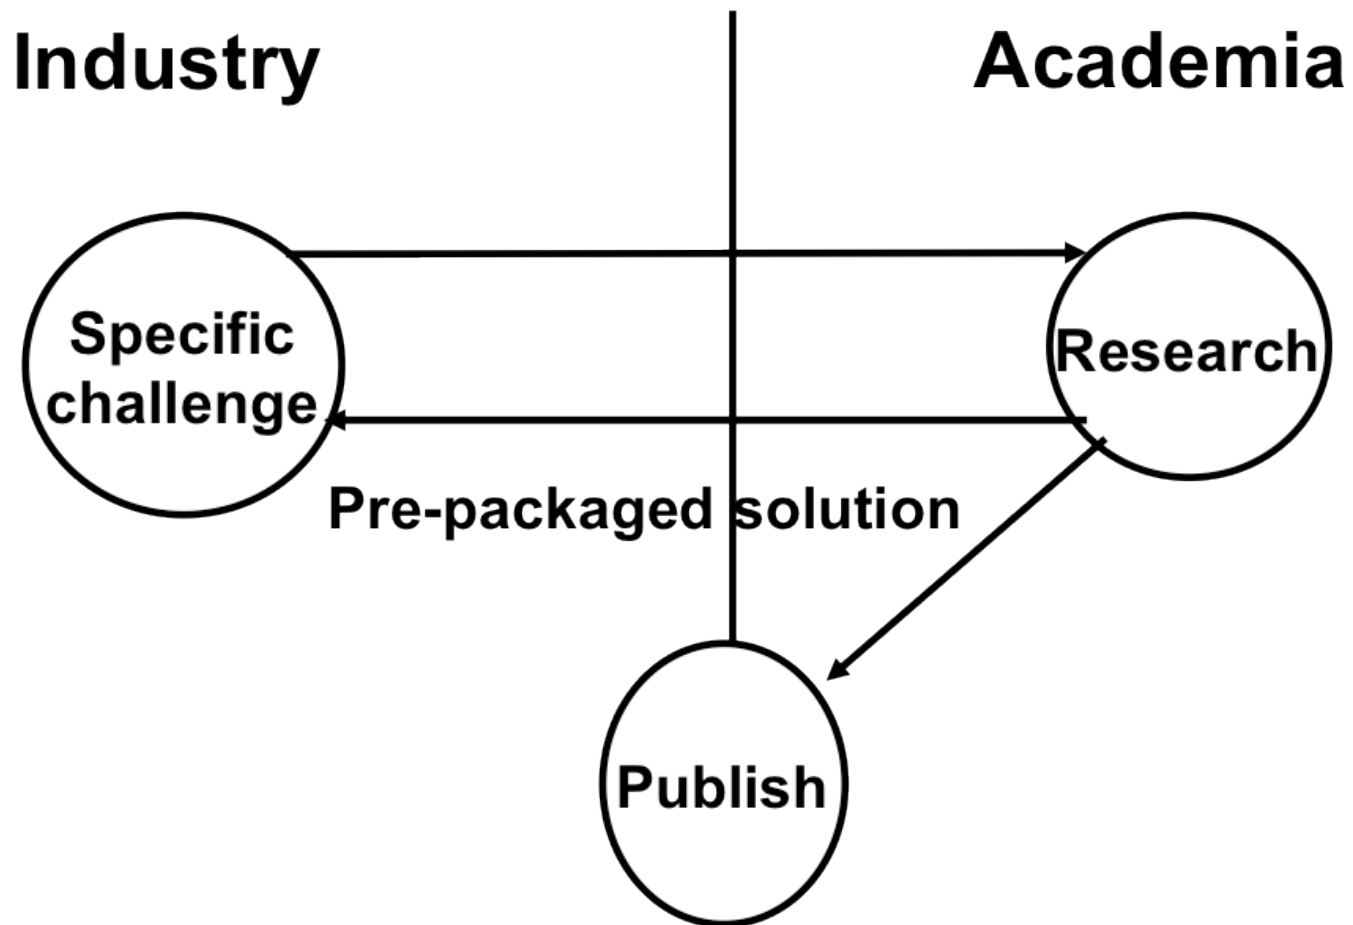 Industry
Academia
Specific
challenge
Research
Pre-packaged solution
Publish